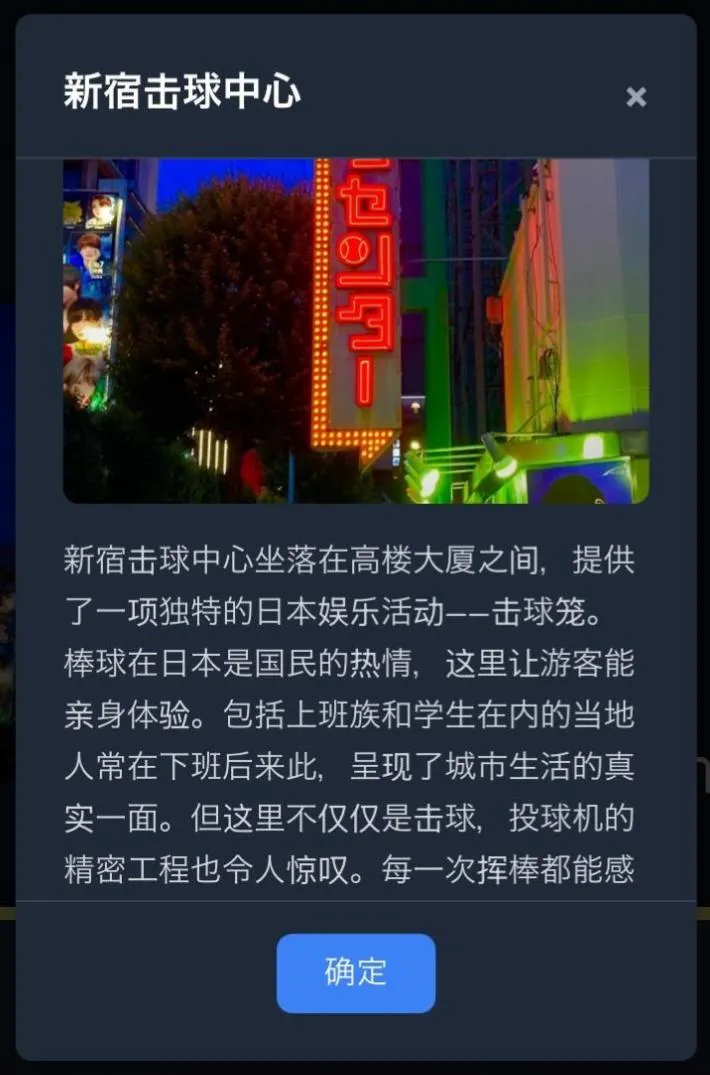 新宿击球中心
×
センター
新宿击球中心坐落在高楼大厦之间，提供
了一项独特的日本娱乐活动——击球笼。
棒球在日本是国民的热情，这里让游客能
亲身体验。包括上班族和学生在内的当地
人常在下班后来此，呈现了城市生活的真
实一面。但这里不仅仅是击球，投球机的
精密工程也令人惊叹。每一次挥棒都能感
确定